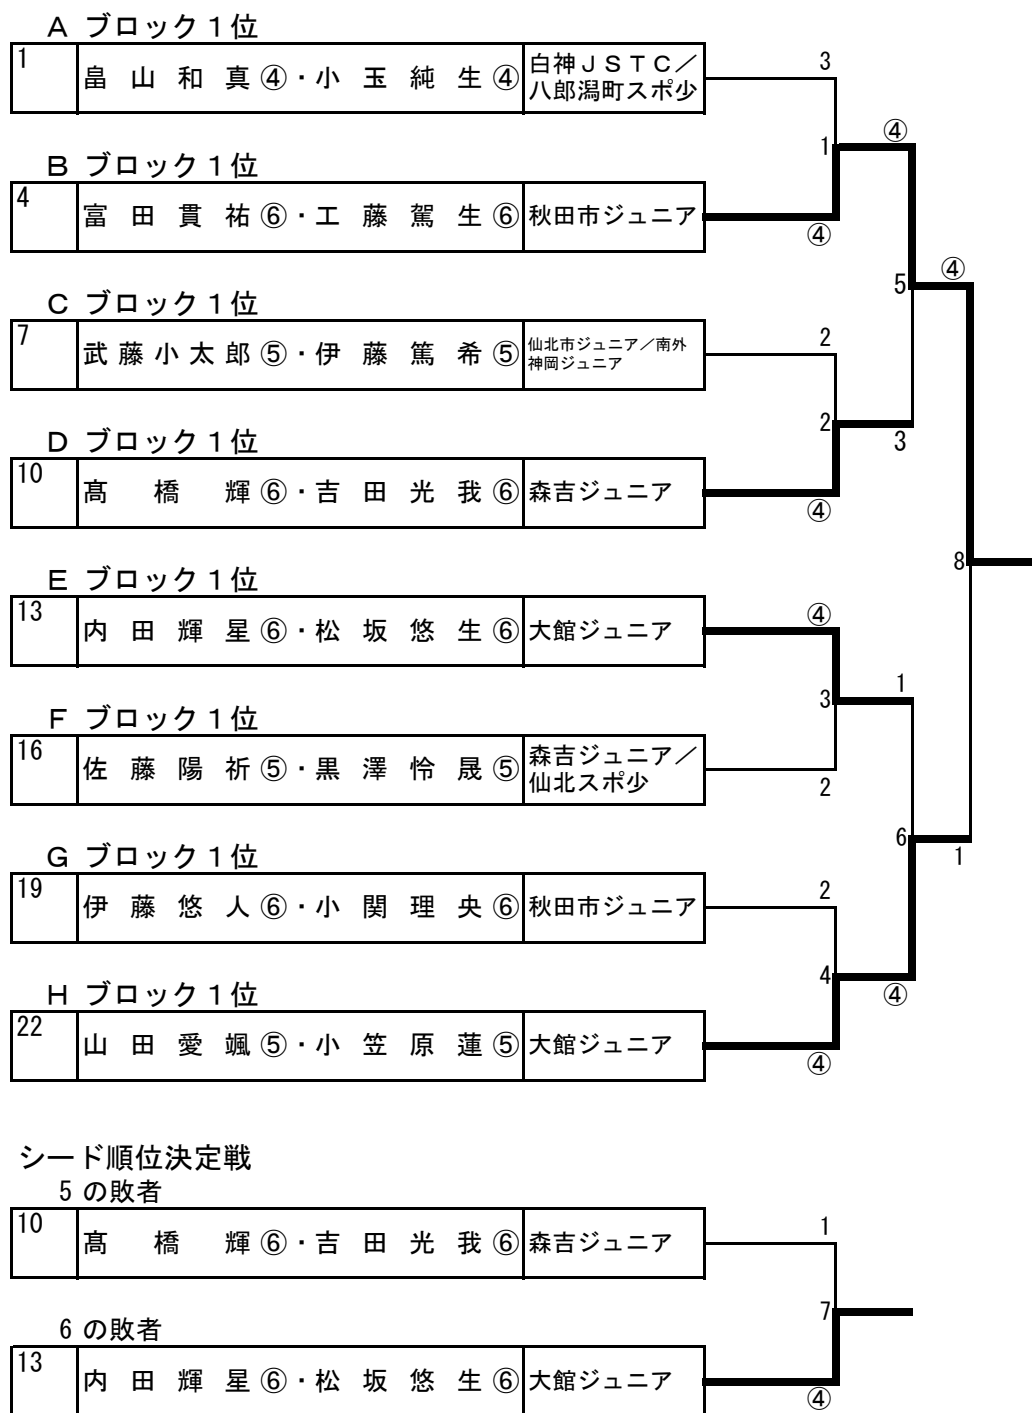 A ブロック１位
1 畠山和真④・小玉純生④ 白神ＪＳＴＣ／
八郎潟町スポ少
3
④
1
B ブロック１位
4 富田貫祐⑥・工藤駕生⑥ 秋田市ジュニア
④
④
5
C ブロック１位
7 武藤小太郎⑤・伊藤篤希⑤ 仙北市ジュニア／南外
神岡ジュニア
2
2
3
D ブロック１位
10 髙橋輝⑥・吉田光我⑥ 森吉ジュニア
④
8
E ブロック１位
13 内田輝星⑥・松坂悠生⑥ 大館ジュニア
④
1
3
F ブロック１位
16 佐藤陽祈⑤・黒澤怜晟⑤ 森吉ジュニア／
仙北スポ少
2
6
1
G ブロック１位
19 伊藤悠人⑥・小関理央⑥ 秋田市ジュニア
2
4
④
H ブロック１位
22 山田愛颯⑤・小笠原蓮⑤ 大館ジュニア
④
シード順位決定戦
5 の敗者
10 髙橋輝⑥・吉田光我⑥ 森吉ジュニア
1
7
6 の敗者
13 内田輝星⑥・松坂悠生⑥ 大館ジュニア
④